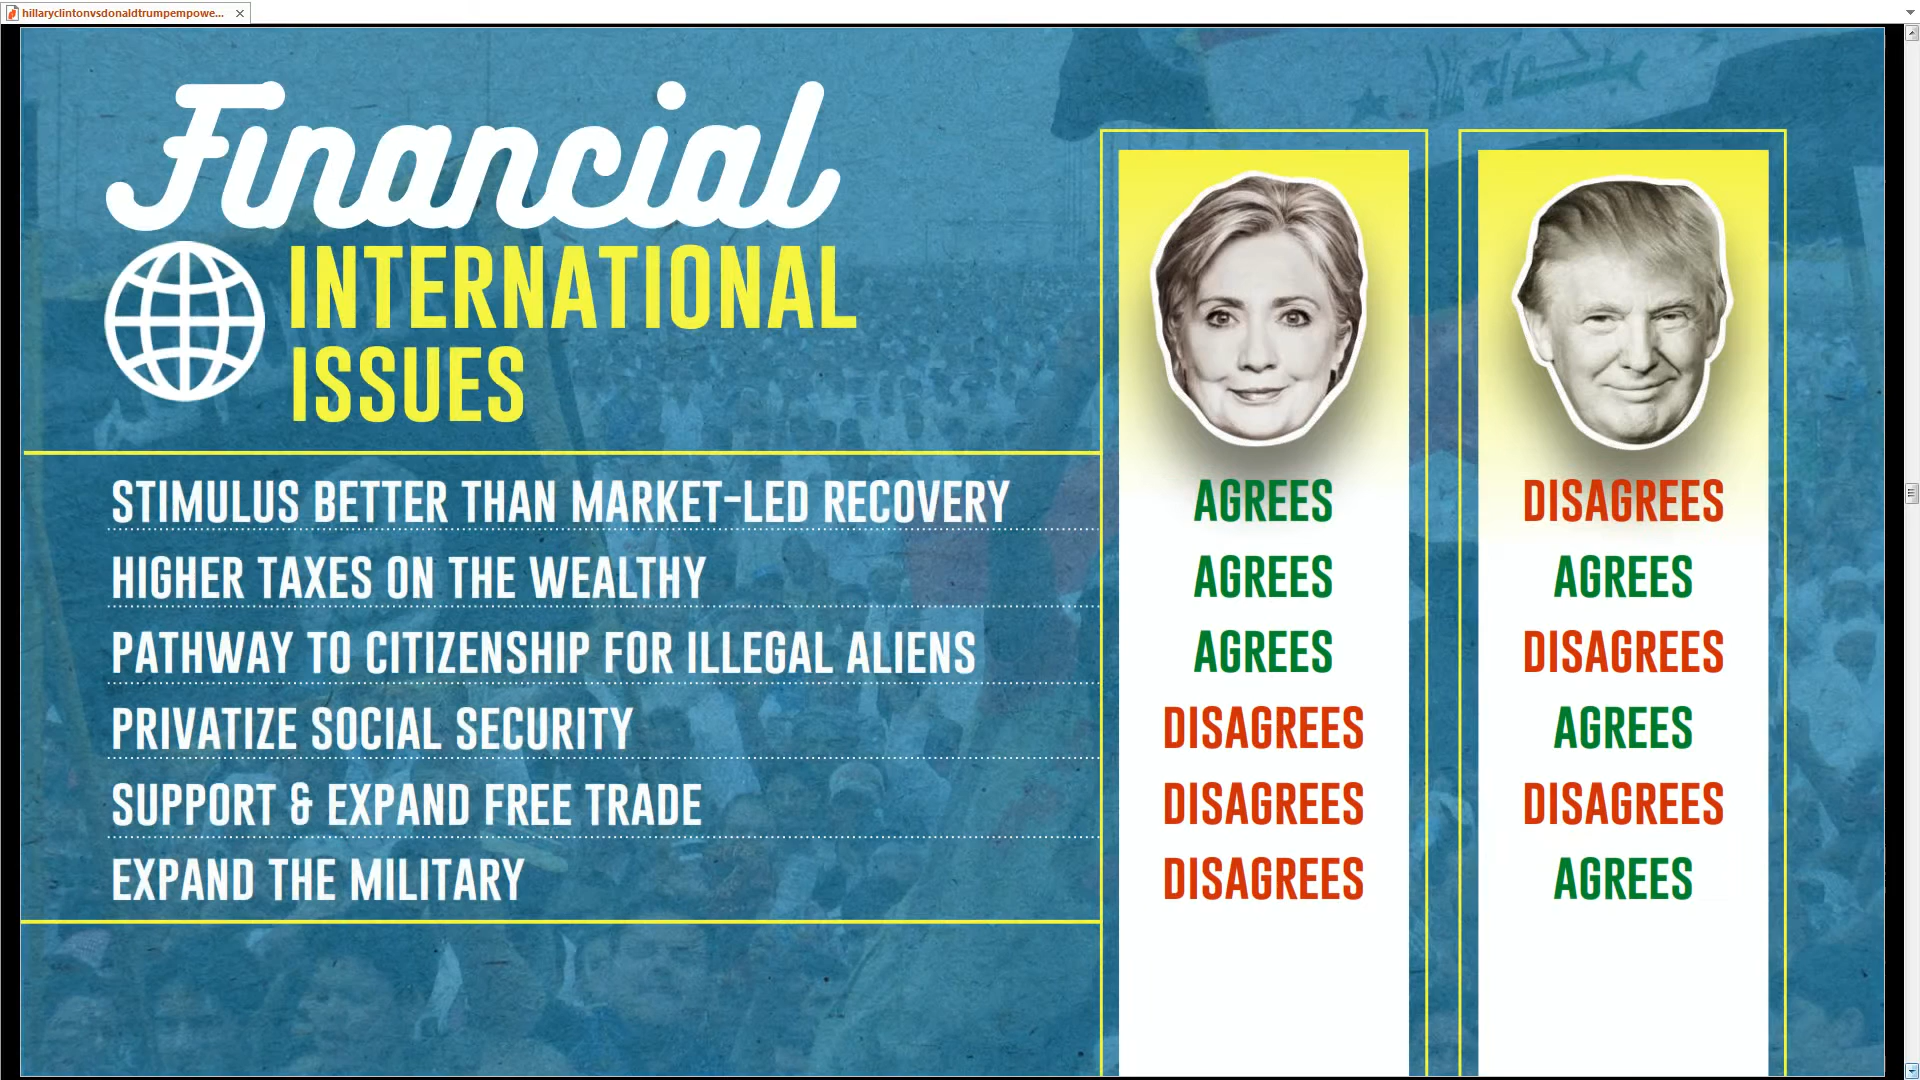 hillaryclintonvsdonaldtrumpempowe...
Financial
INTERNATIONAL
ISSUES
STIMULUS BETTER THAN MARKET-LED RECOVERY AGREES DISAGREES
HIGHER TAXES ON THE WEALTHY AGREES AGREES
PATHWAY TO CITIZENSHIP FOR ILLEGAL ALIENS AGREES DISAGREES
PRIVATIZE SOCIAL SECURITY DISAGREES AGREES
SUPPORT & EXPAND FREE TRADE DISAGREES DISAGREES
EXPAND THE MILITARY DISAGREES AGREES